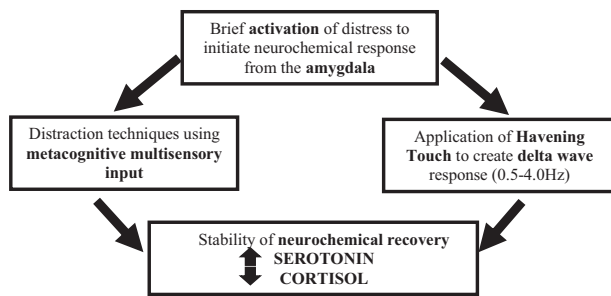 Brief activation of distress to
initiate neurochemical response
from the amygdala
Distraction techniques using
metacognitive multisensory
input
Application of Havening
Touch to create delta wave
response (0.5-4.0Hz)
Stability of neurochemical recovery
SEROTONIN
CORTISOL